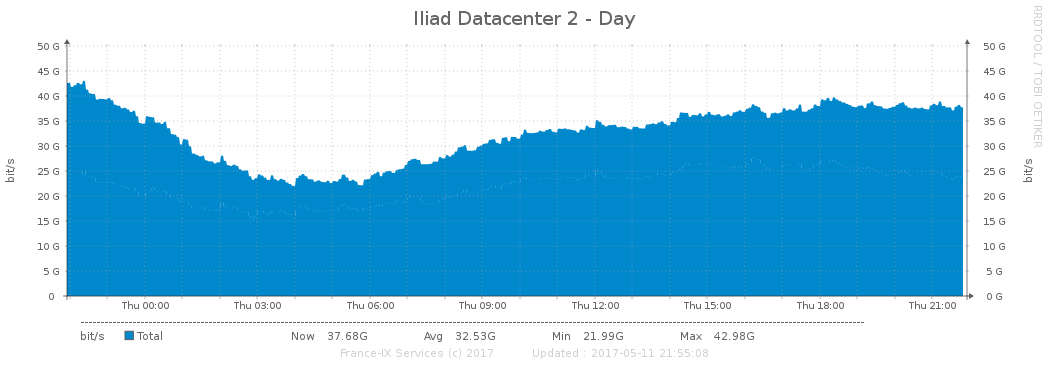 Iliad Datacenter 2 - Day
RRDTOOL / TOBI OETIKER
50 G 50 G
45 G 45 G
40 G 40 G
35 G 35 G
30 G 30 G
25 G 25 G
20 G 20 G
15 G 15 G
10 G 10 G
5 G 5 G
0 0 G
bit/s bit/s
Thu 00:00 Thu 03:00 Thu 06:00 Thu 09:00 Thu 12:00 Thu 15:00 Thu 18:00 Thu 21:00
bit/s Total Now 37.68G Avg 32.53G Min 21.99G Max 42.98G
France-IX Services (c) 2017 Updated : 2017-05-11 21:55:08